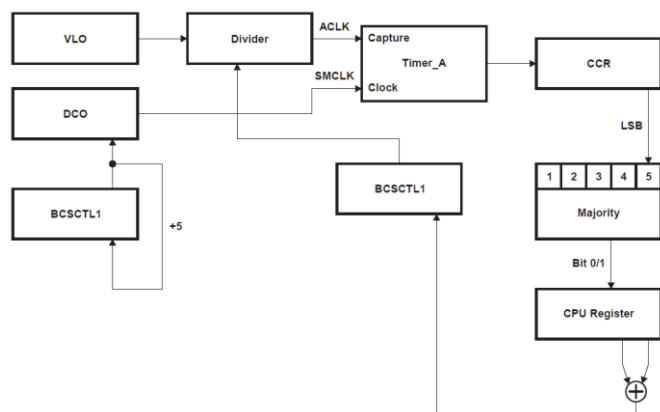 VLO
Divider
ACLK
Capture
Timer_A
CCR
SMCLK
Clock
DCO
LSB
1 2 3 4 5
Majority
BCSCTL1
BCSCTL1
+5
Bit 0/1
CPU Register